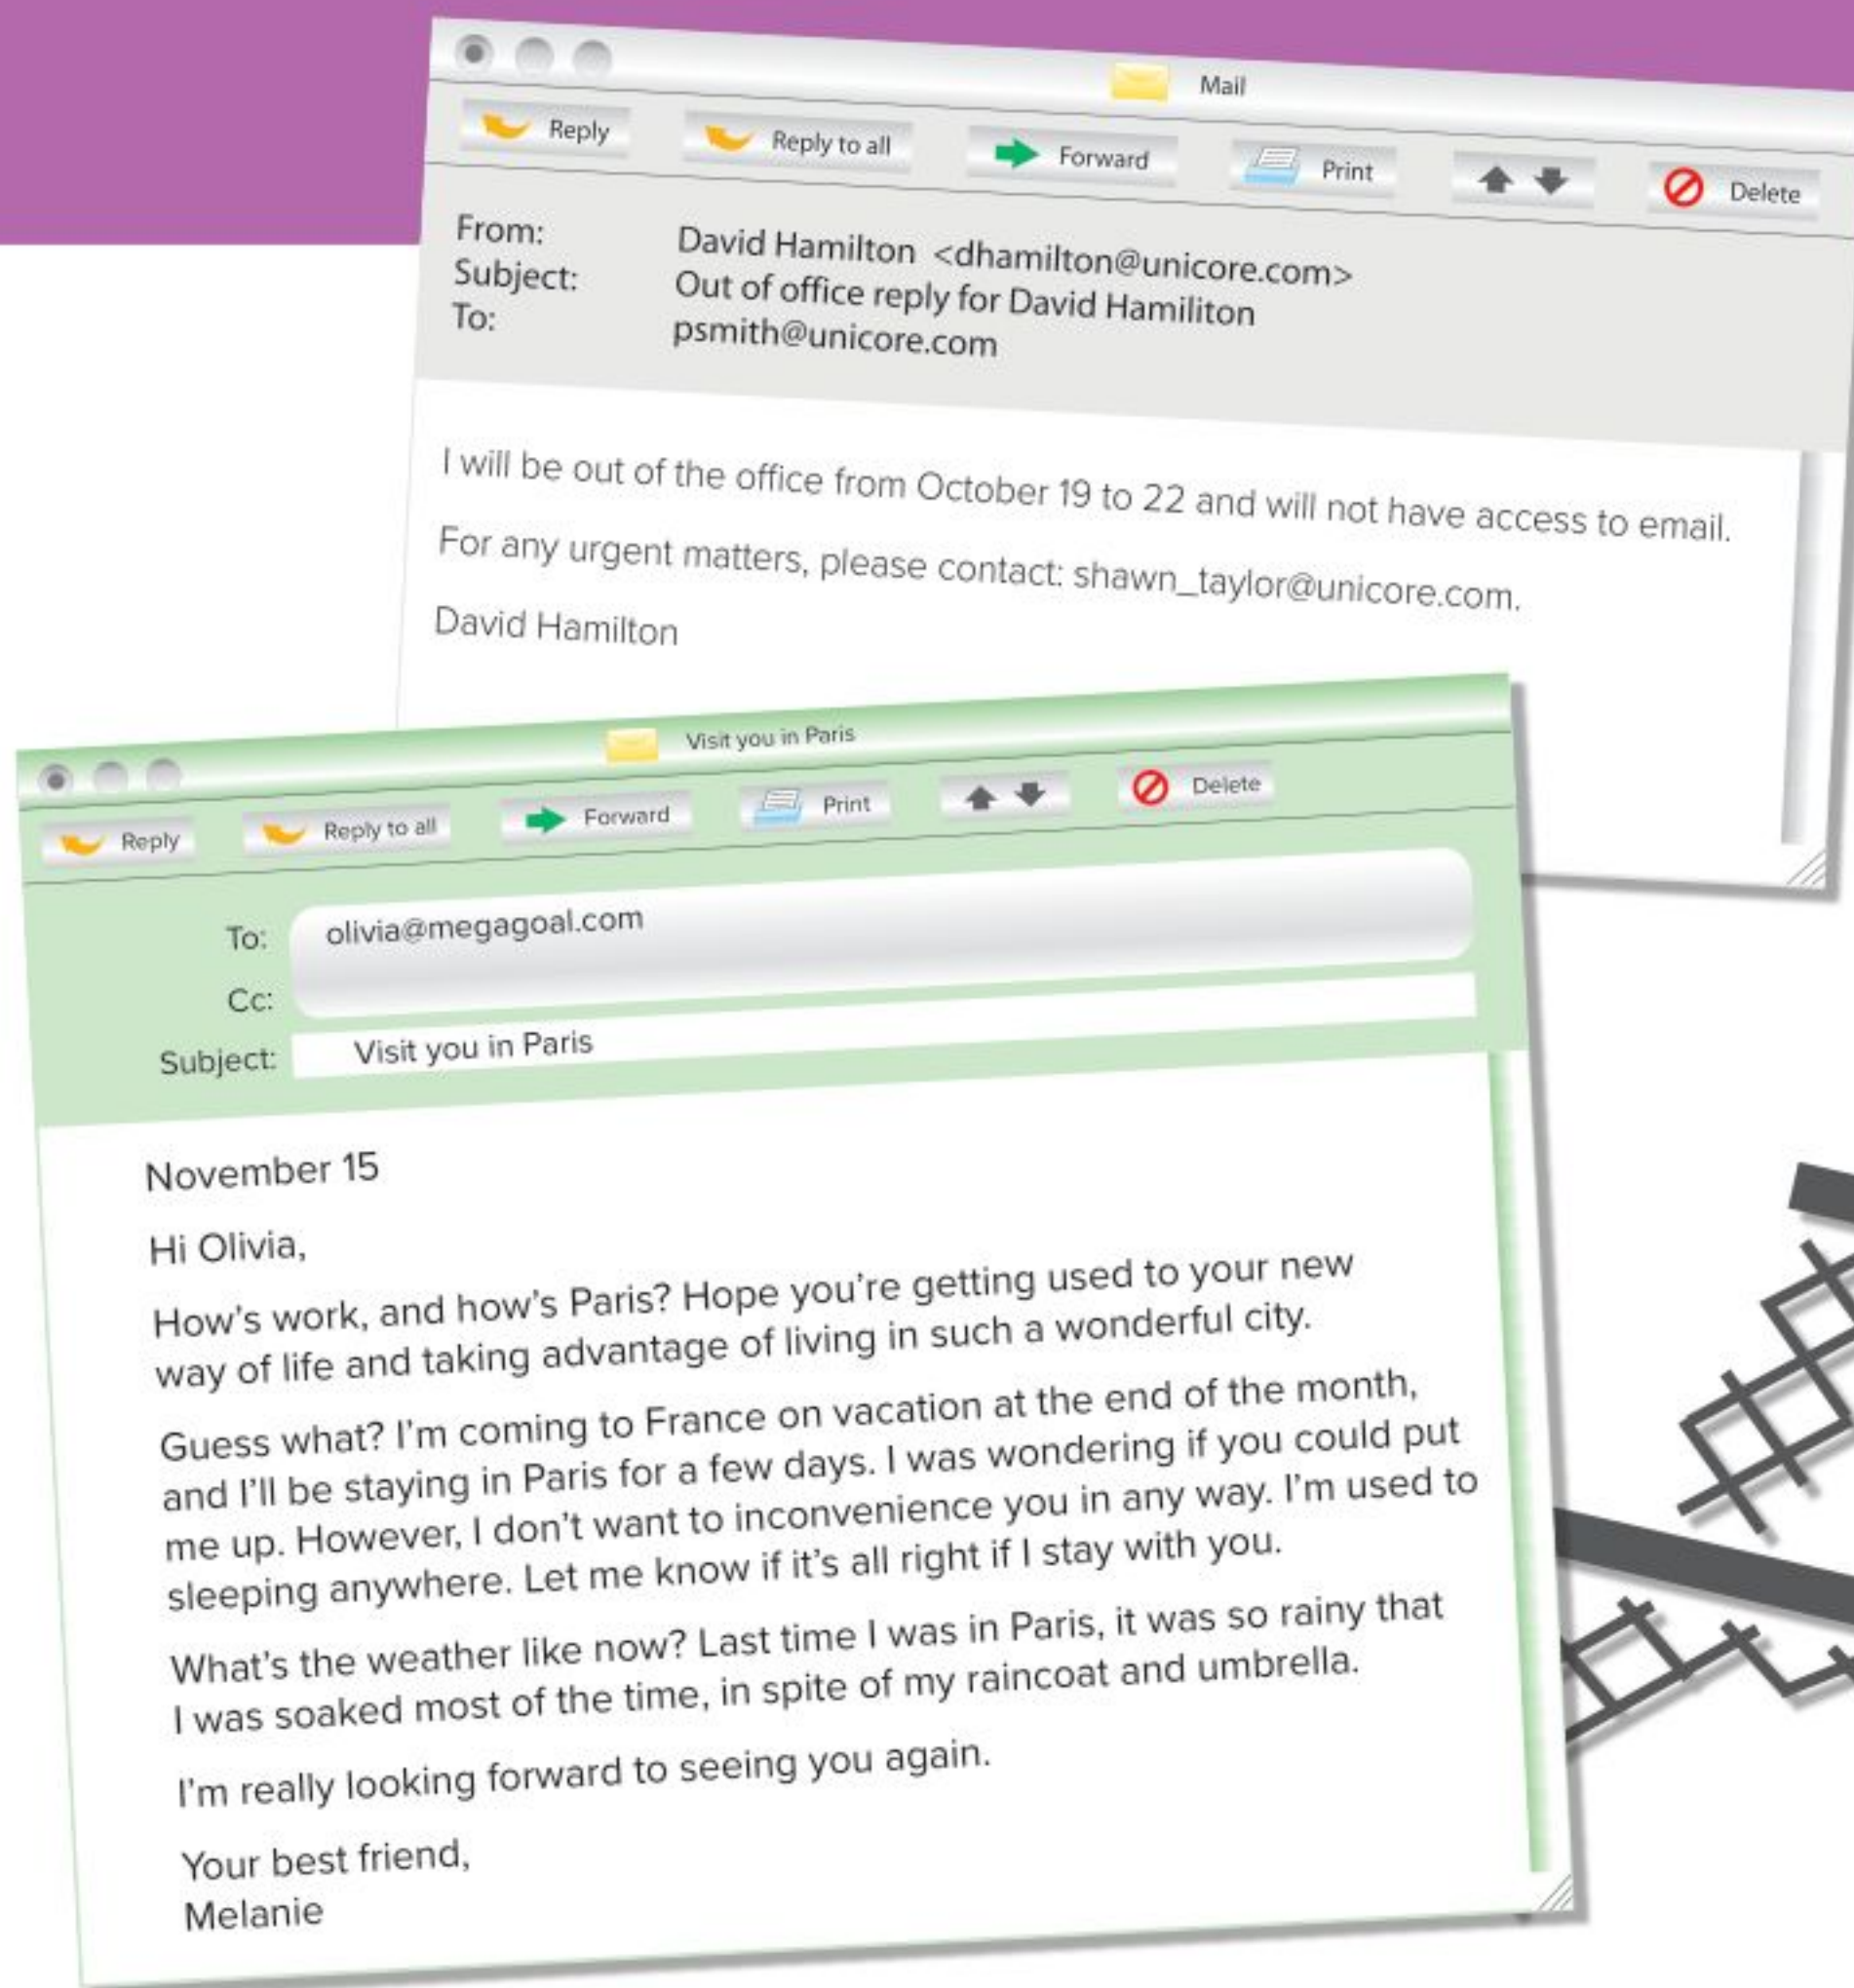 Mail
Reply Reply to all Forward Print Delete
From: David Hamilton <dhamilton@unicore.com>
Subject: Out of office reply for David Hamiliton
To: psmith@unicore.com
I will be out of the office from October 19 to 22 and will not have access to email.
For any urgent matters, please contact: shawn_taylor@unicore.com.
David Hamilton
Visit you in Paris
Reply Reply to all Forward Print Delete
To: olivia@megagoal.com
Cc:
Subject: Visit you in Paris
November 15
Hi Olivia,
How's work, and how's Paris? Hope you're getting used to your new
way of life and taking advantage of living in such a wonderful city.
Guess what? I'm coming to France on vacation at the end of the month,
and I'll be staying in Paris for a few days. I was wondering if you could put
me up. However, I don't want to inconvenience you in any way. I'm used to
sleeping anywhere. Let me know if it's all right if I stay with you.
What's the weather like now? Last time I was in Paris, it was so rainy that
I was soaked most of the time, in spite of my raincoat and umbrella.
I'm really looking forward to seeing you again.
Your best friend,
Melanie